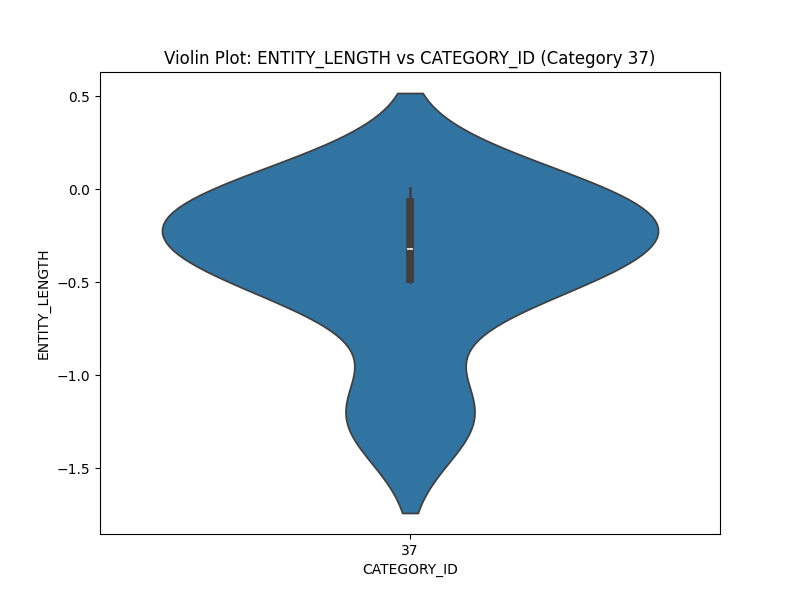 Violin Plot: ENTITY_LENGTH vs CATEGORY_ID (Category 37)
0.5
0.0
−0.5
−1.0
−1.5
ENTITY_LENGTH
37
CATEGORY_ID